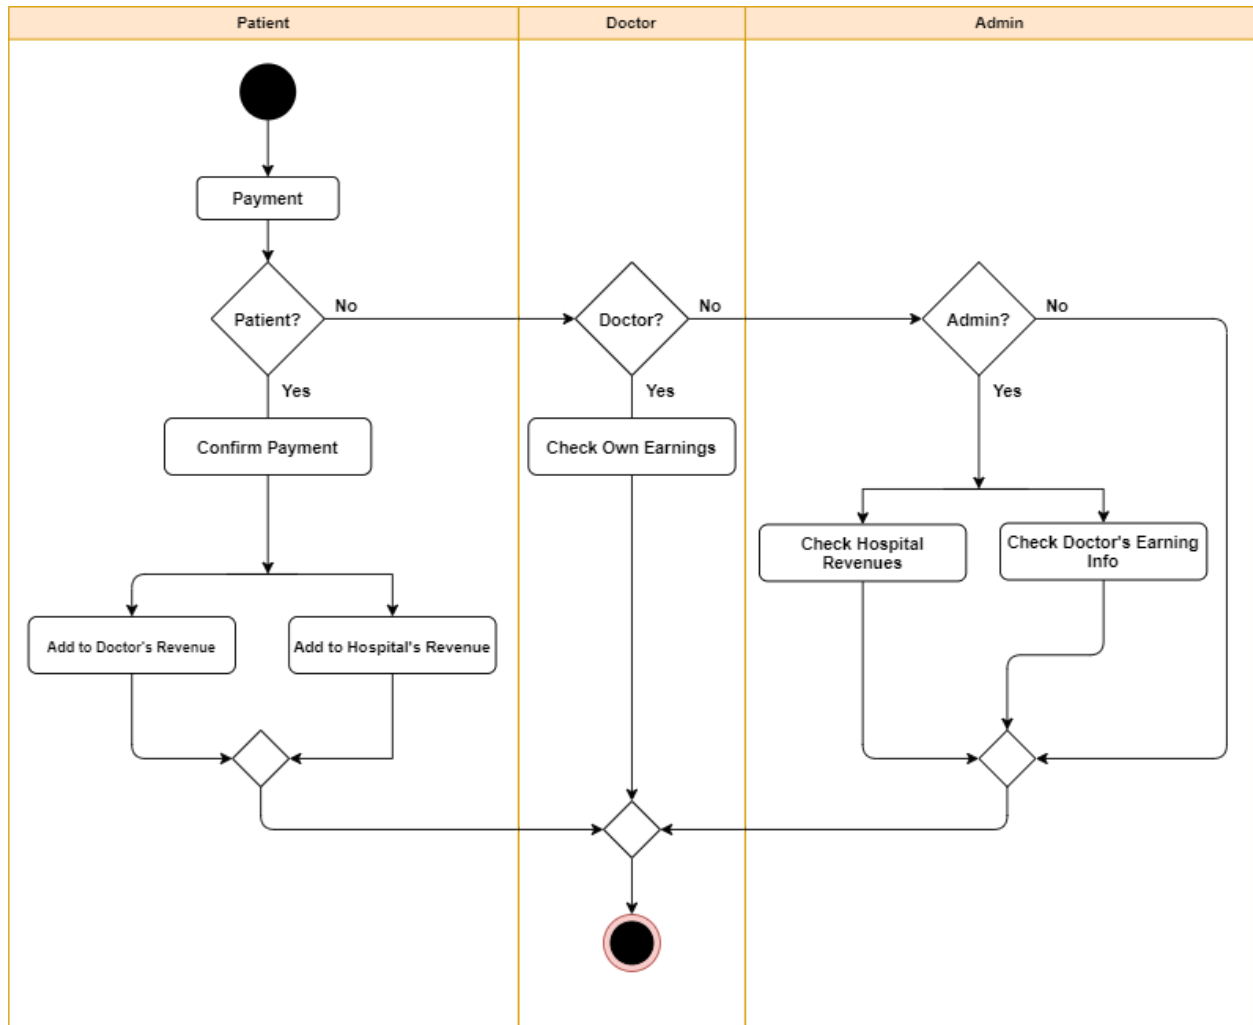 Patient
Doctor
Admin
Payment
Patient?
No
Doctor?
No
Admin?
No
Yes
Yes
Yes
Confirm Payment
Check Own Earnings
Check Hospital
Revenues
Check Doctor's Earning
Info
Add to Doctor's Revenue
Add to Hospital's Revenue